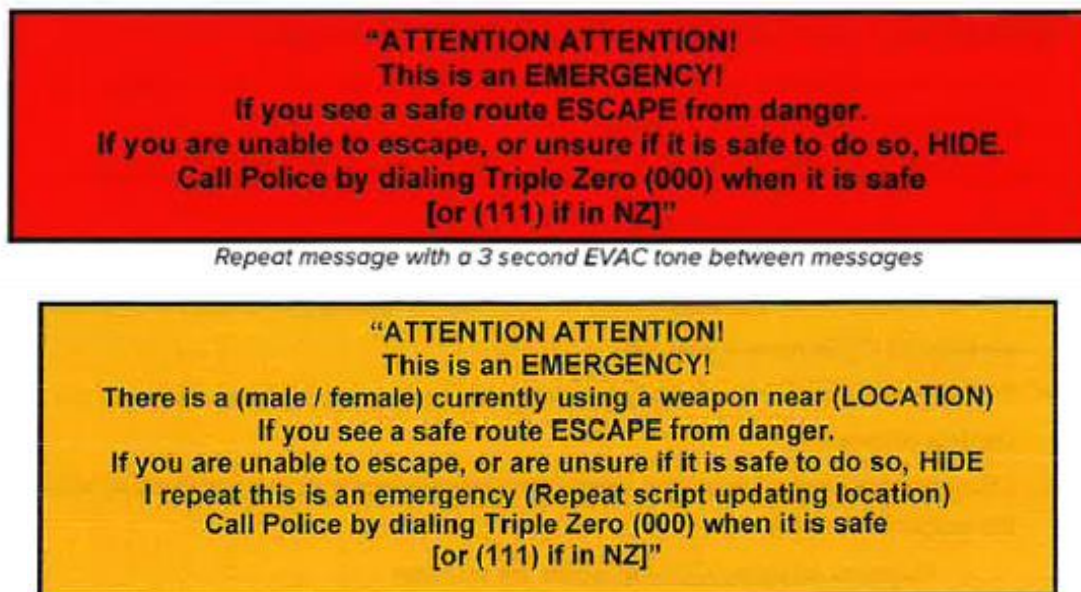 “ATTENTION ATTENTION!
This is an EMERGENCY!
If you see a safe route ESCAPE from danger.
If you are unable to escape, or unsure if it is safe to do so, HIDE.
Call Police by dialing Triple Zero (000) when it is safe
[or (111) if in NZ]”
Repeat message with a 3 second EVAC tone between messages
“ATTENTION ATTENTION!
This is an EMERGENCY!
There is a (male / female) currently using a weapon near (LOCATION)
If you see a safe route ESCAPE from danger.
If you are unable to escape, or are unsure if it is safe to do so, HIDE
I repeat this is an emergency (Repeat script updating location)
Call Police by dialing Triple Zero (000) when it is safe
[or (111) if in NZ]”